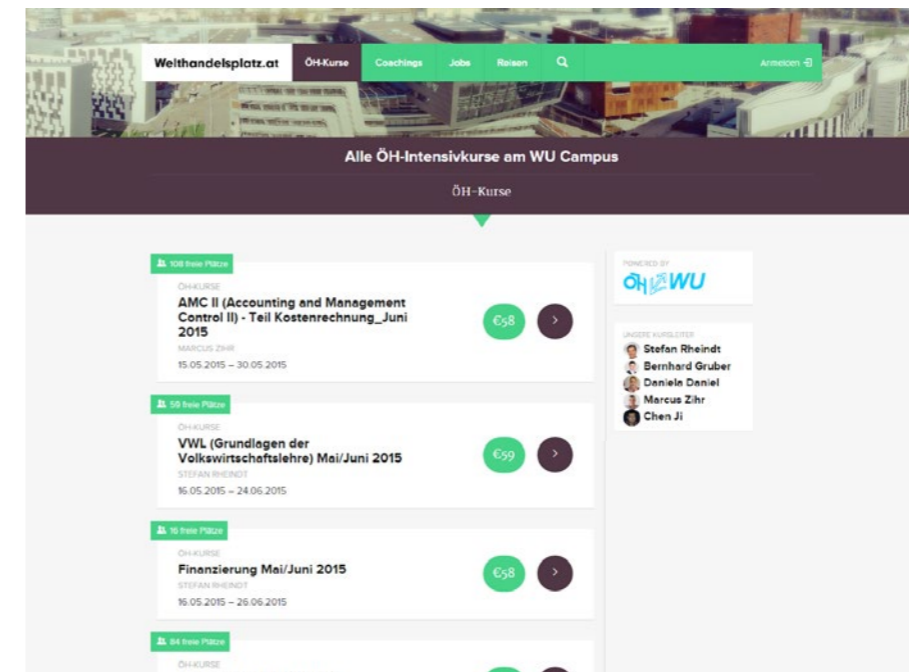 Welthandelsplatz.at ÖH-Kurse Coachings Jobs Reisen Anmelden
Alle ÖH-Intensivkurse am WU Campus
ÖH-Kurse
108 freie Plätze
ÖH-KURSE
AMC II (Accounting and Management
Control II) - Teil Kostenrechnung_Juni
2015
MARCUS ZIHR
15.05.2015 – 30.05.2015
€58
59 freie Plätze
ÖH-KURSE
VWL (Grundlagen der
Volkswirtschaftslehre) Mai/Juni 2015
STEFAN RHEINDT
16.05.2015 – 24.06.2015
€59
16 freie Plätze
ÖH-KURSE
Finanzierung Mai/Juni 2015
STEFAN RHEINDT
16.05.2015 – 26.06.2015
€58
84 freie Plätze
ÖH-KURSE
POWERED BY
ÖH WU
UNSERE KURSLEITER
Stefan Rheindt
Bernhard Gruber
Daniela Daniel
Marcus Zihr
Chen Ji